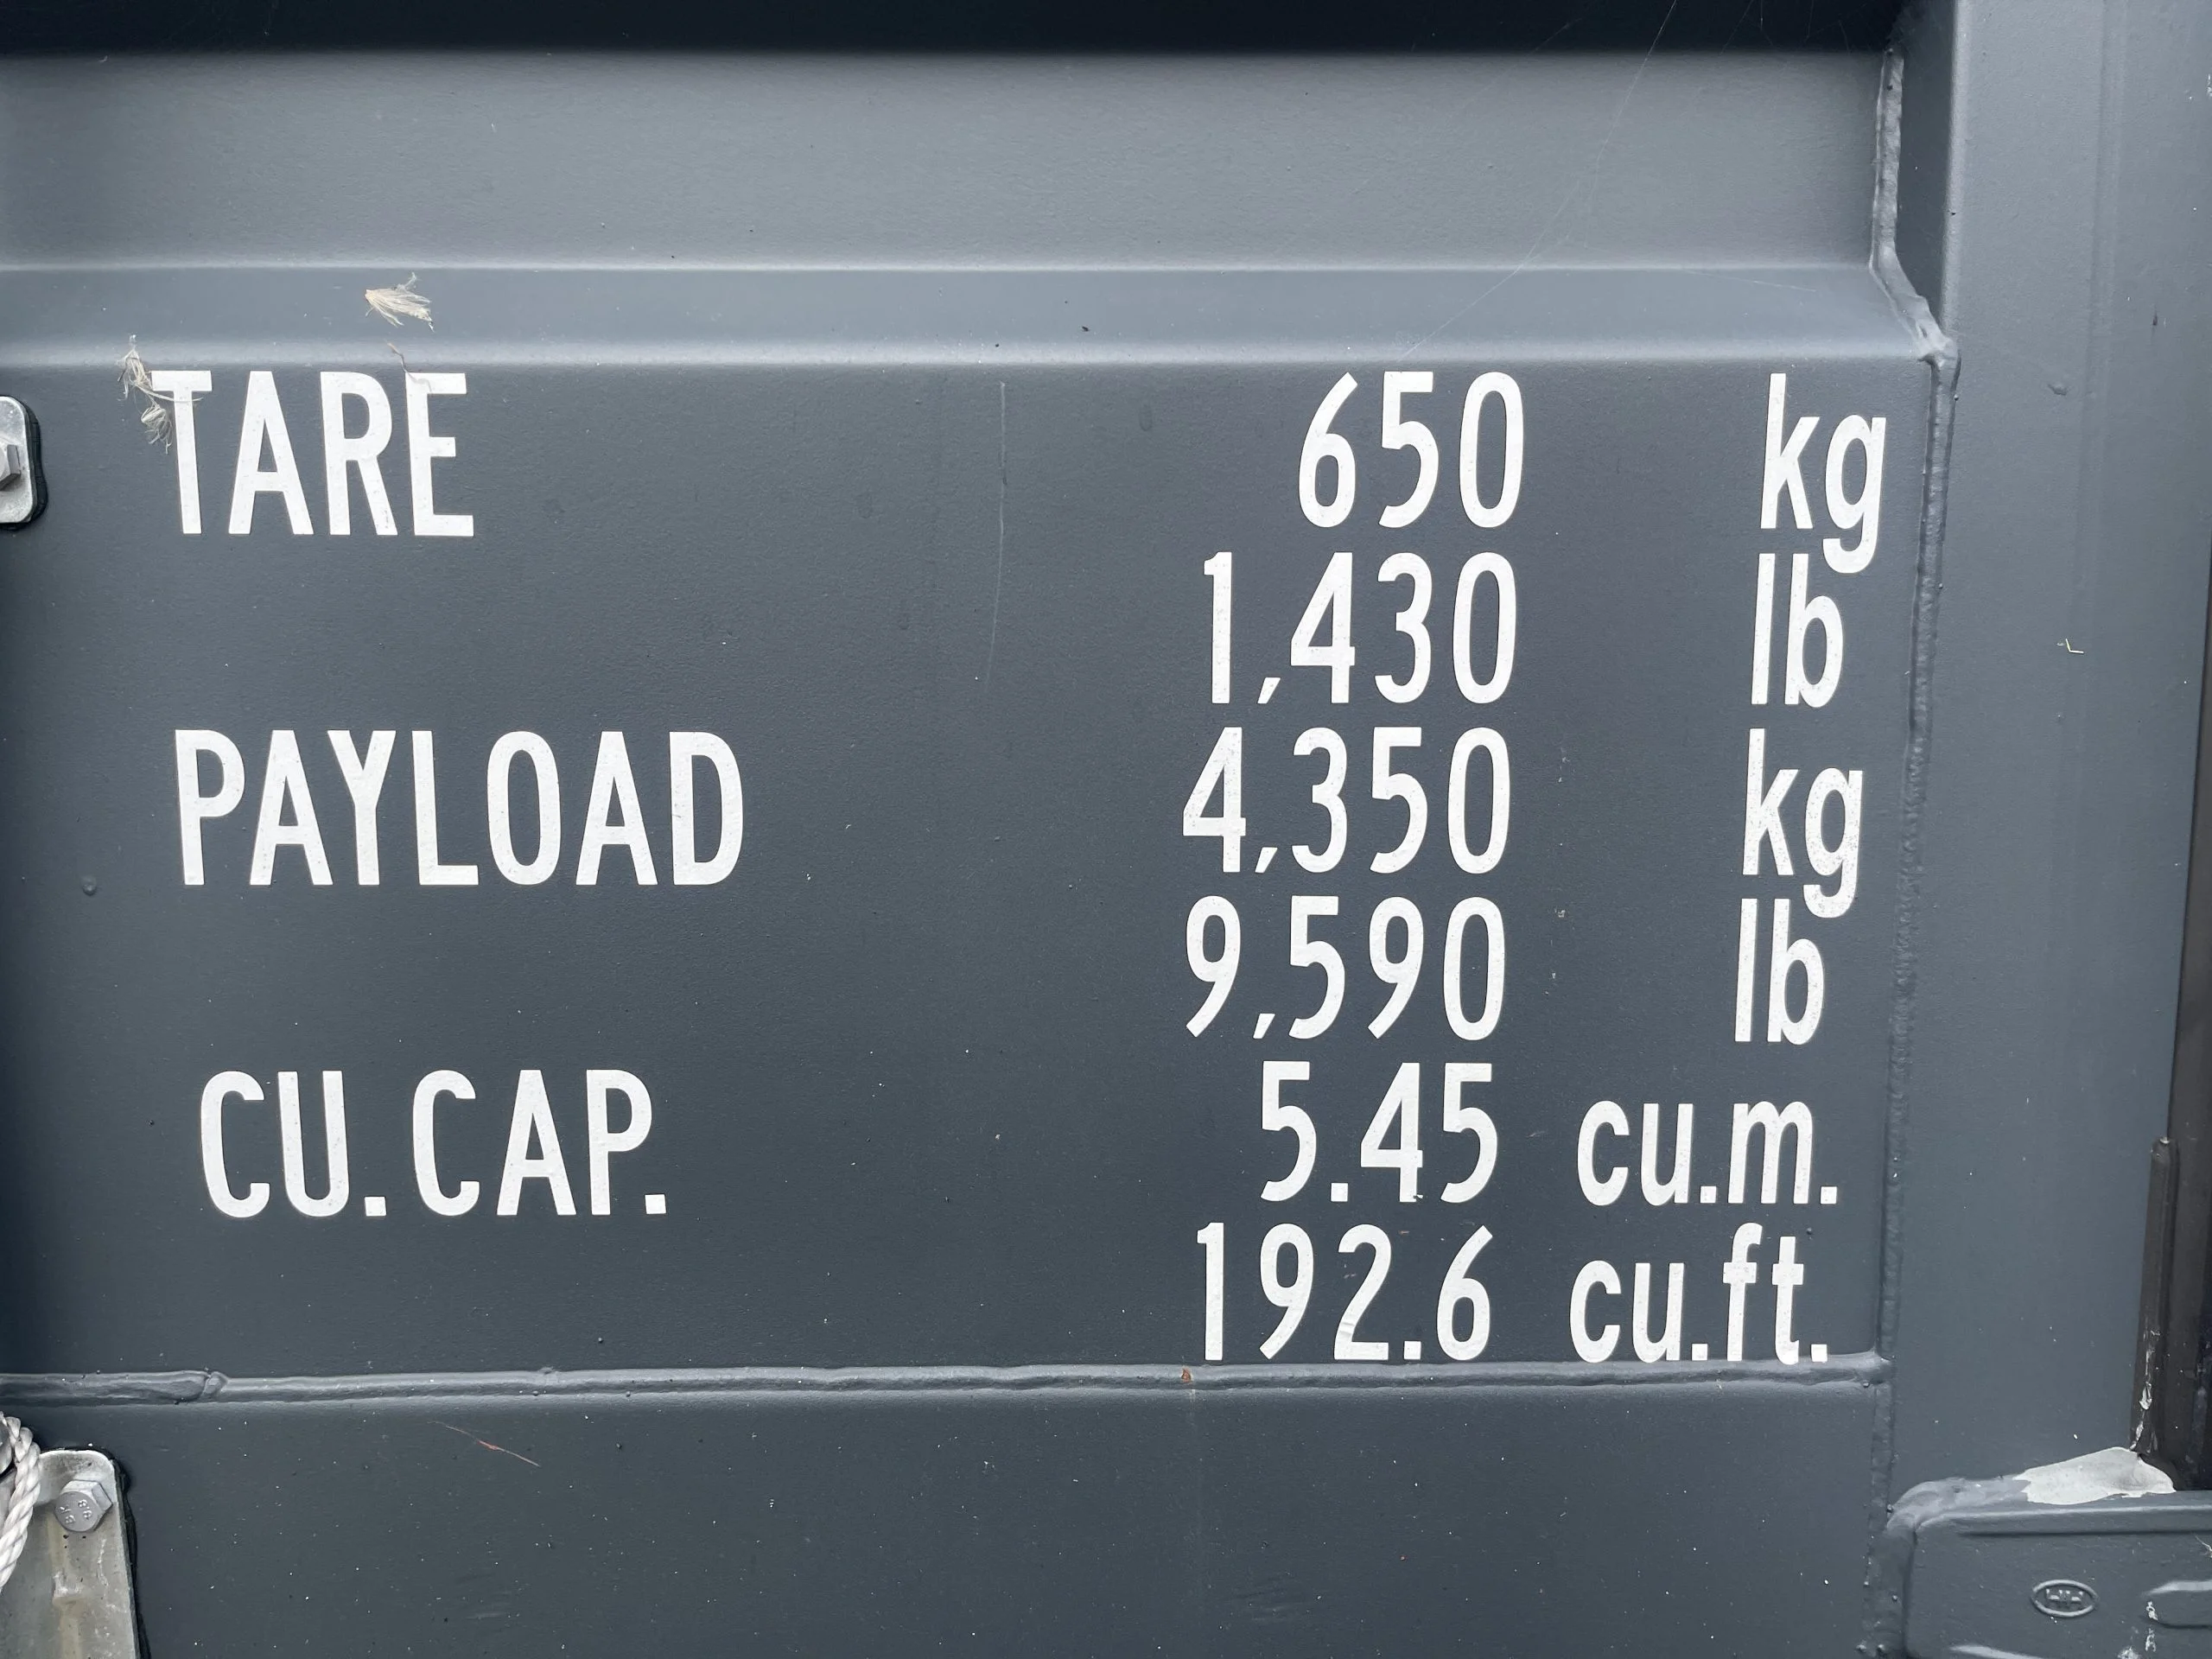 TARE 650 kg
1,430 lb
PAYLOAD 4,350 kg
9,590 lb
CU.CAP. 5.45 cu.m.
192.6 cu.ft.